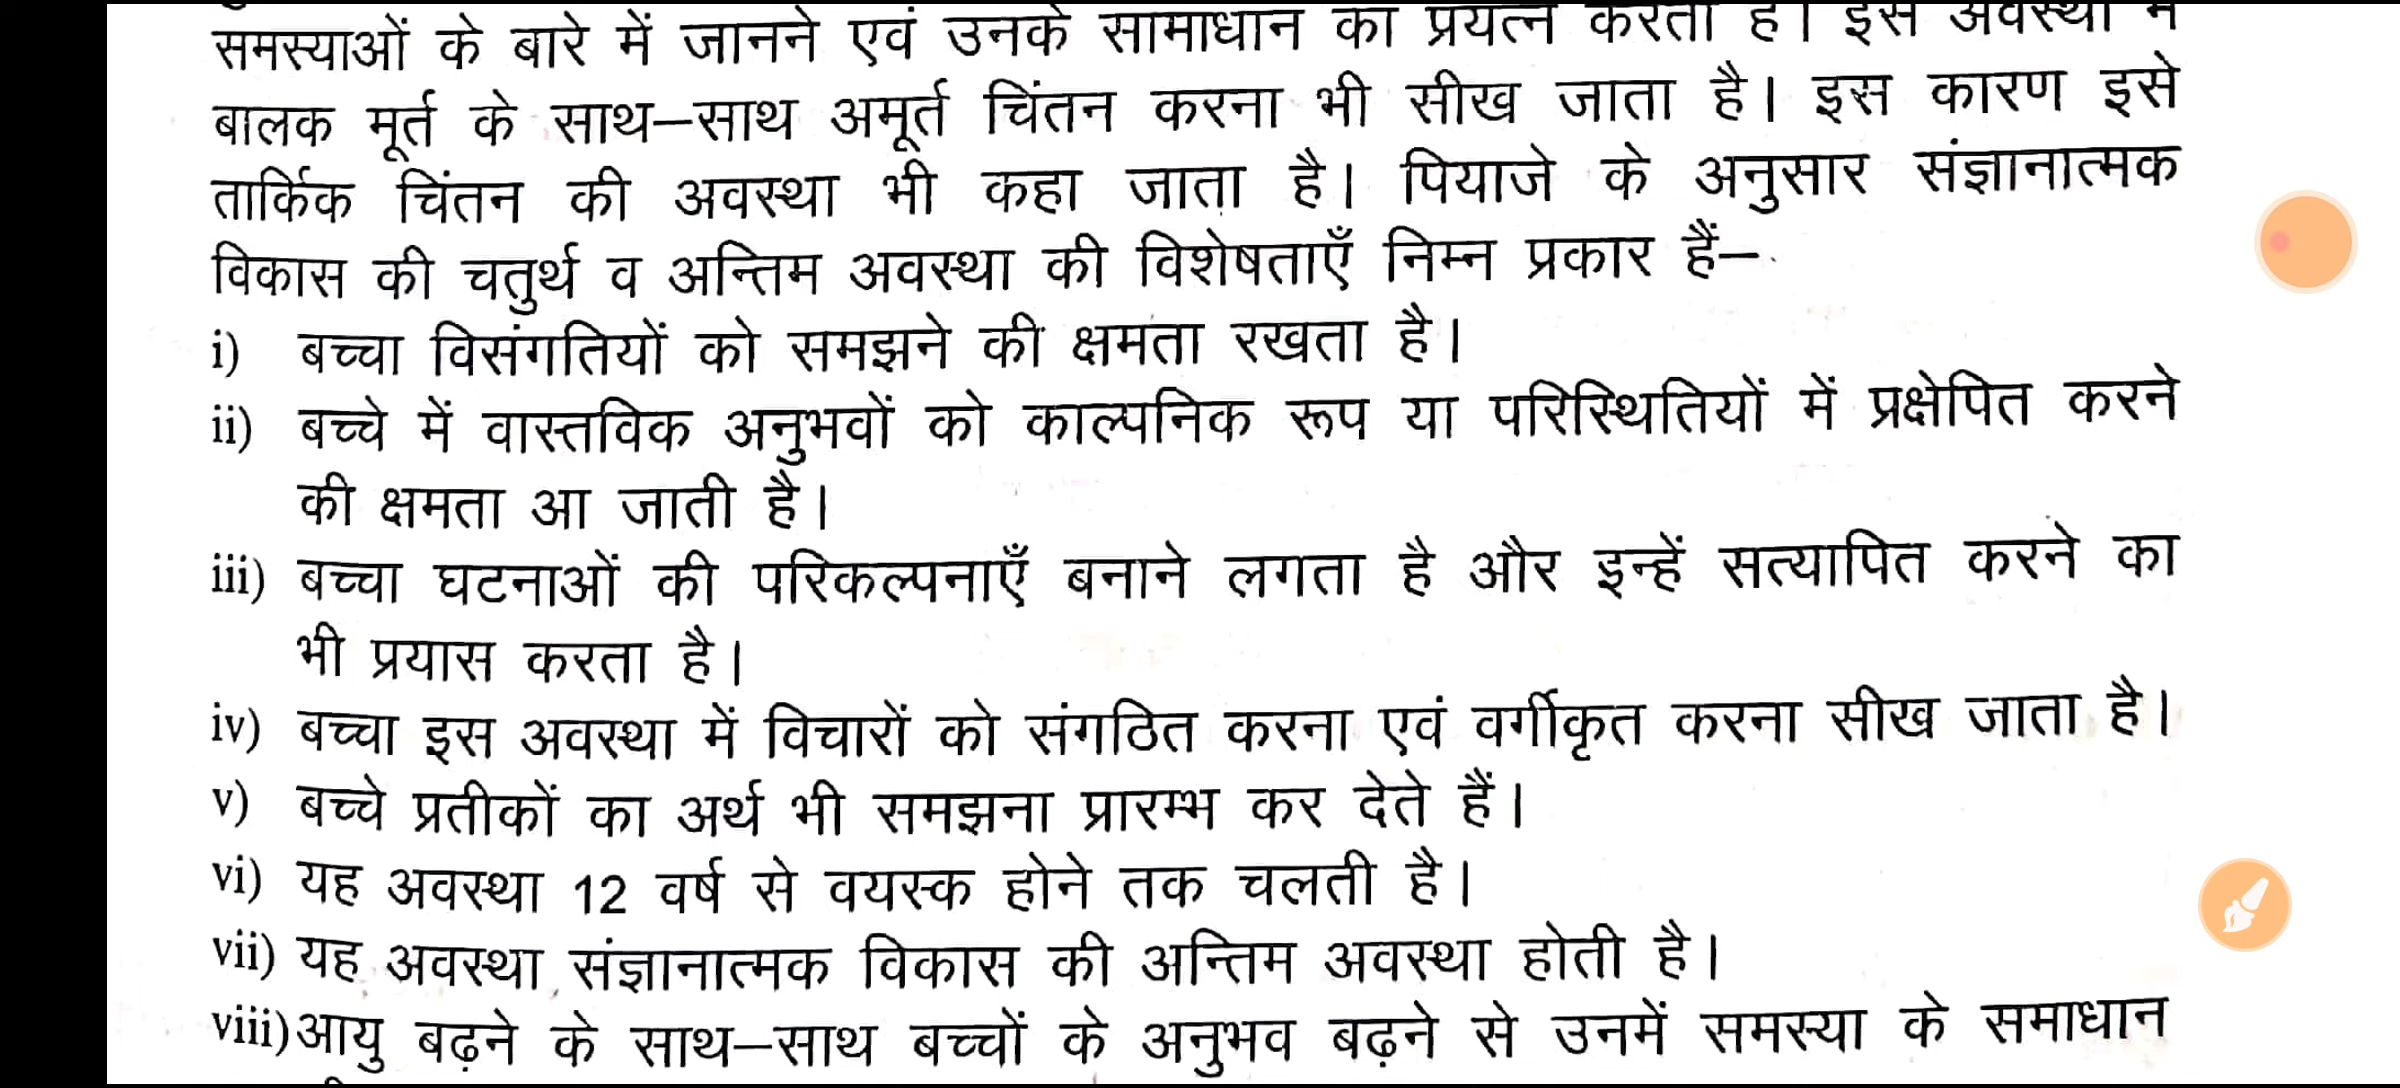 समस्याओं के बारे में जानने एवं उनके सामाधान का प्रयत्न करता है। इस अवस्था में
बालक मूर्त के साथ–साथ अमूर्त चिंतन करना भी सीख जाता है। इस कारण इसे
तार्किक चिंतन की अवस्था भी कहा जाता है। पियाजे के अनुसार संज्ञानात्मक
विकास की चतुर्थ व अन्तिम अवस्था की विशेषताएँ निम्न प्रकार हैं–
i) बच्चा विसंगतियों को समझने की क्षमता रखता है।
ii) बच्चे में वास्तविक अनुभवों को काल्पनिक रूप या परिस्थितियों में प्रक्षेपित करने
की क्षमता आ जाती है।
iii) बच्चा घटनाओं की परिकल्पनाएँ बनाने लगता है और इन्हें सत्यापित करने का
भी प्रयास करता है।
iv) बच्चा इस अवस्था में विचारों को संगठित करना एवं वर्गीकृत करना सीख जाता है।
v) बच्चे प्रतीकों का अर्थ भी समझना प्रारम्भ कर देते हैं।
vi) यह अवस्था 12 वर्ष से वयस्क होने तक चलती है।
vii) यह अवस्था संज्ञानात्मक विकास की अन्तिम अवस्था होती है।
viii) आयु बढ़ने के साथ–साथ बच्चों के अनुभव बढ़ने से उनमें समस्या के समाधान